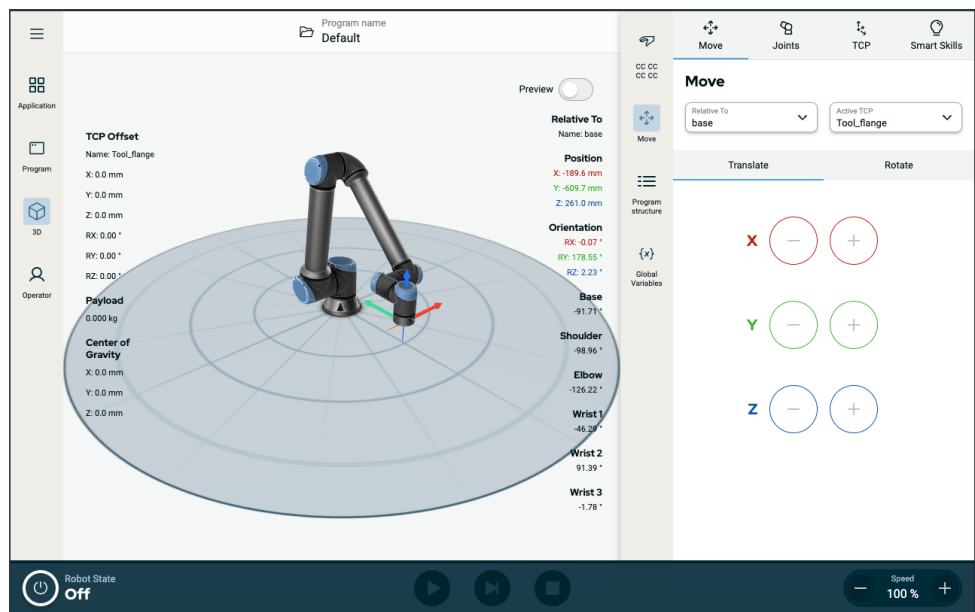 Program name
Default
Application
Program
3D
Operator
Preview
TCP Offset
Name: Tool_flange
X: 0.0 mm
Y: 0.0 mm
Z: 0.0 mm
RX: 0.00 °
RY: 0.00 °
RZ: 0.00 °
Payload
0.000 kg
Center of
Gravity
X: 0.0 mm
Y: 0.0 mm
Z: 0.0 mm
Relative To
Name: base
Position
X: -189.6 mm
Y: -609.7 mm
Z: 261.0 mm
Orientation
RX: -0.07 °
RY: 178.55 °
RZ: 2.23 °
Base
-91.71 °
Shoulder
-98.96 °
Elbow
-126.22 °
Wrist 1
-46.29 °
Wrist 2
91.39 °
Wrist 3
-1.78 °
CC CC
CC CC
Move
Program
structure
{x}
Global
Variables
Move
Joints
TCP
Smart Skills
Move
Relative To
base
Active TCP
Tool_flange
Translate
Rotate
X − +
Y − +
Z − +
Robot State
Off
Speed
− 100 % +